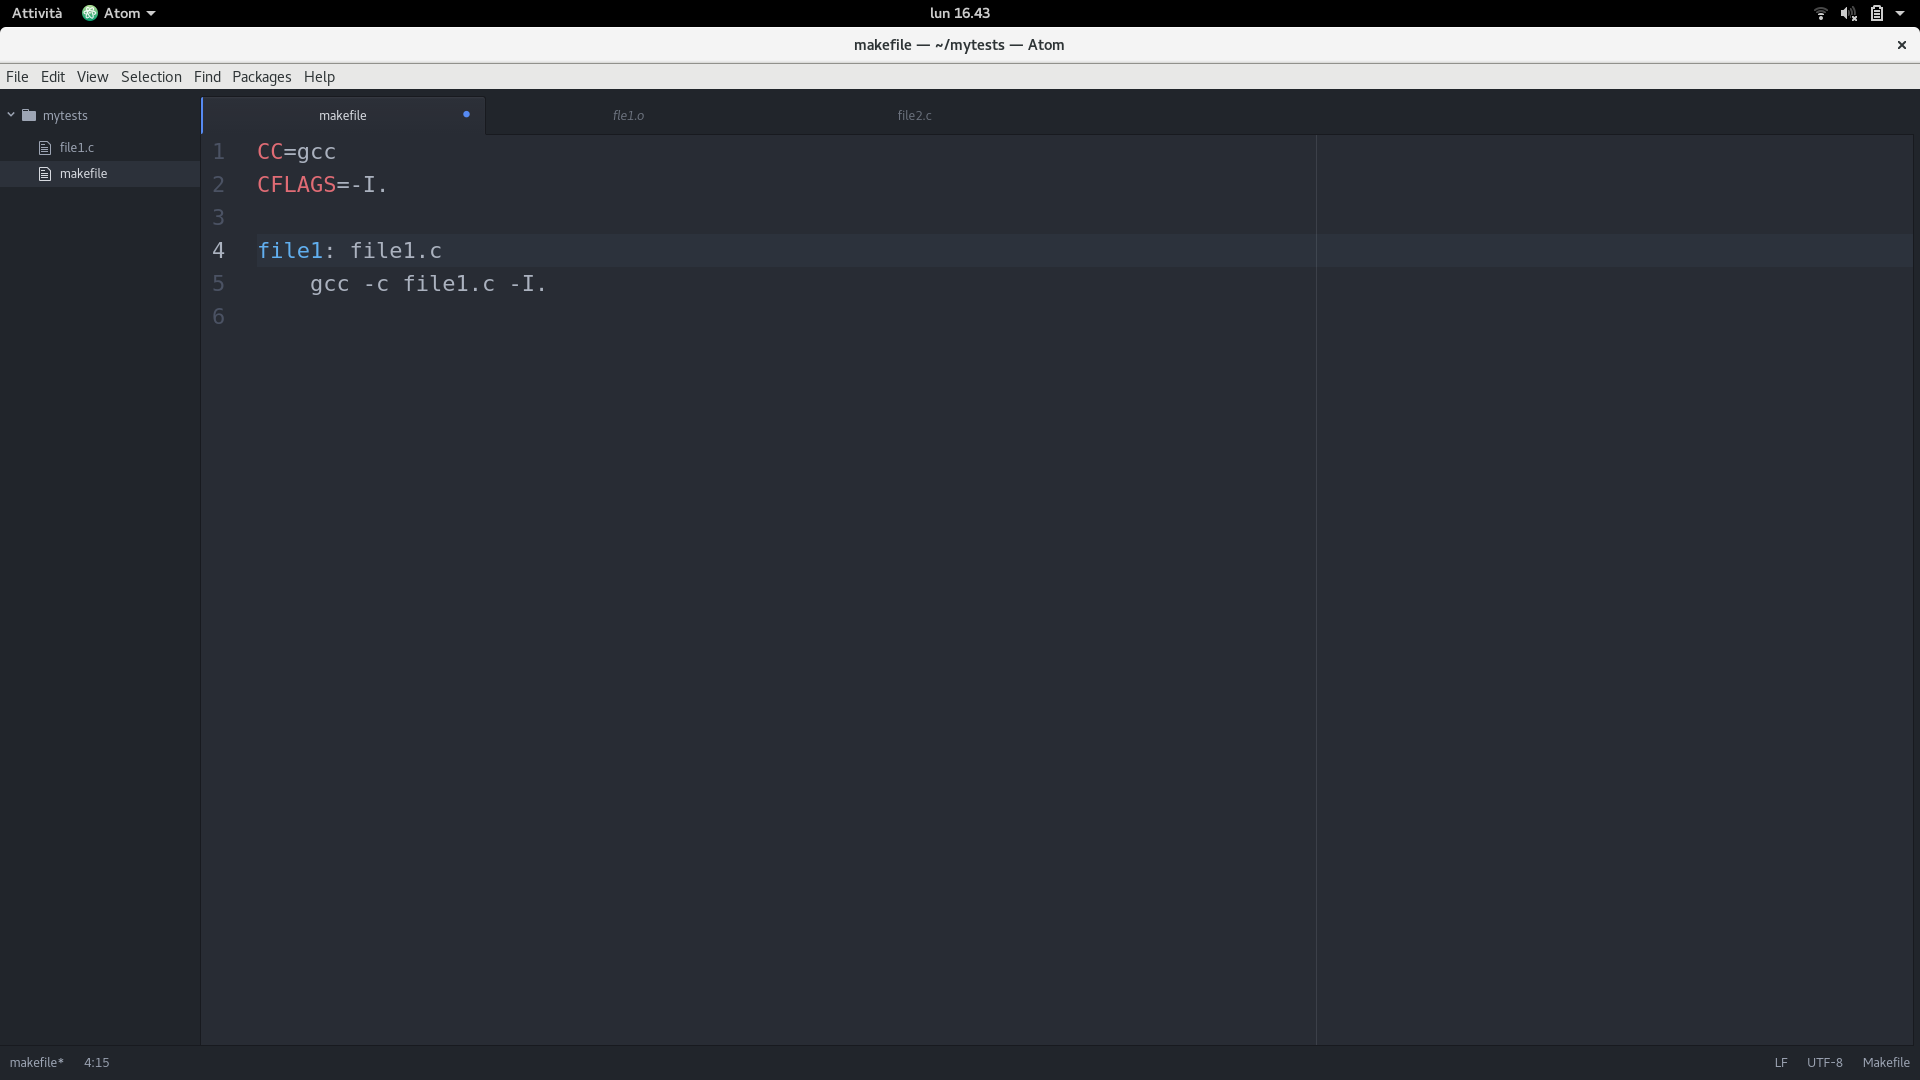 Attività Atom lun 16.43
makefile — ~/mytests — Atom ×
File Edit View Selection Find Packages Help
mytests
file1.c
makefile
makefile fle1.o file2.c
1 CC=gcc
2 CFLAGS=-I.
3
4 file1: file1.c
5     gcc -c file1.c -I.
6
makefile* 4:15 LF UTF-8 Makefile